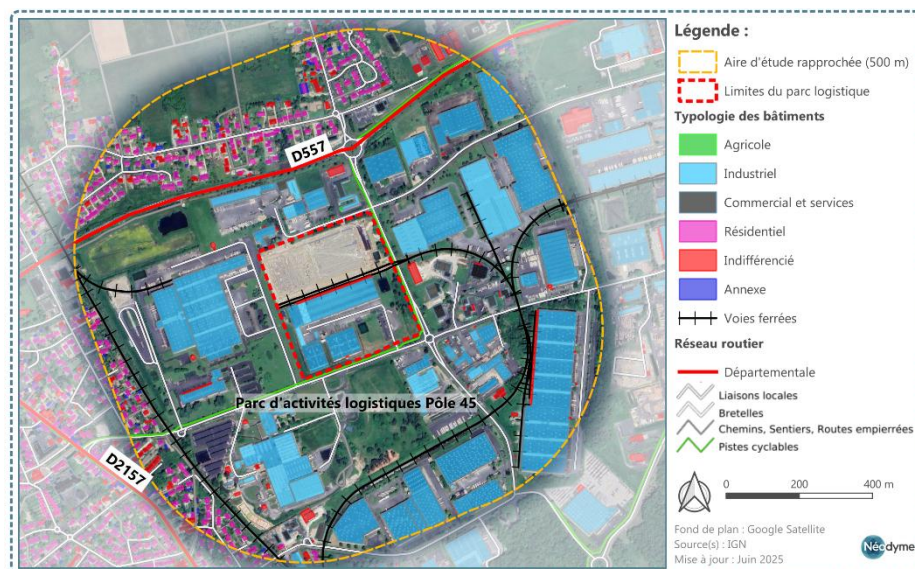 D557
Parc d'activités logistiques Pôle 45
D2157
Légende :
Aire d'étude rapprochée (500 m)
Limites du parc logistique
Typologie des bâtiments
Agricole
Industriel
Commercial et services
Résidentiel
Indifférencié
Annexe
Voies ferrées
Réseau routier
Départementale
Liaisons locales
Bretelles
Chemins, Sentiers, Routes empierrées
Pistes cyclables
0 200 400 m
Fond de plan : Google Satellite
Source(s) : IGN
Mise à jour : Juin 2025
Néodyme